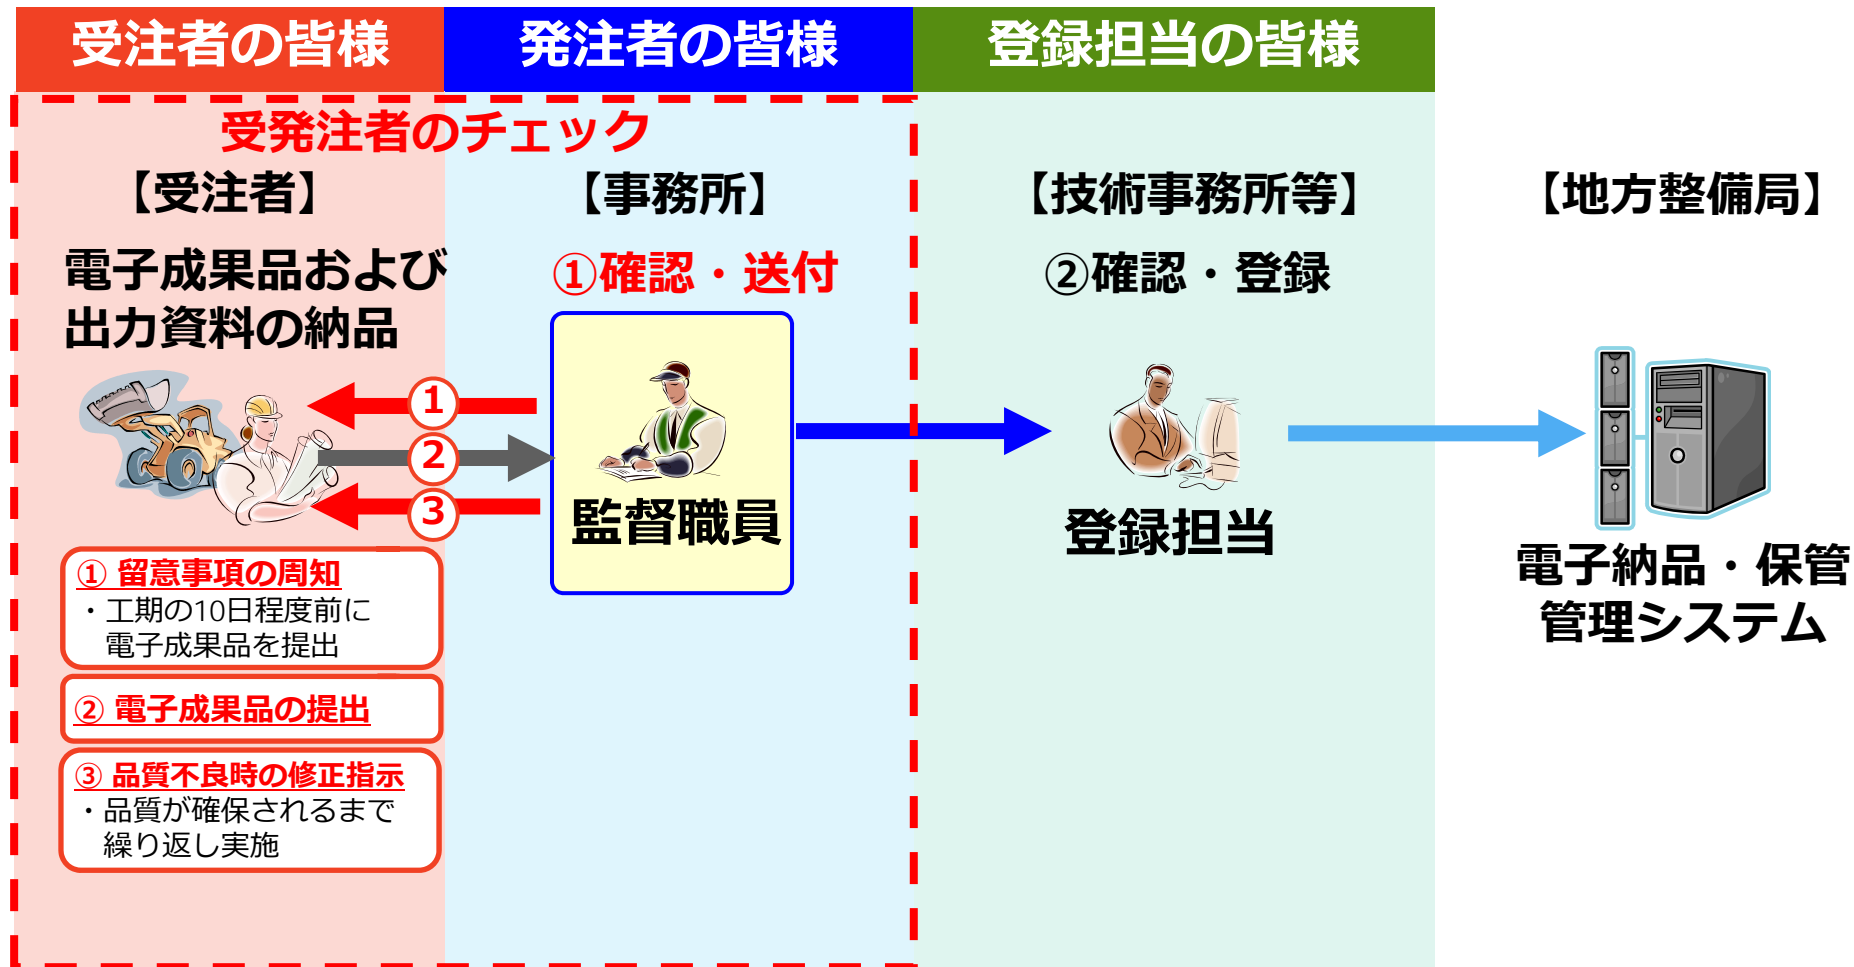 受注者の皆様
発注者の皆様
登録担当の皆様
受発注者のチェック
【受注者】
【事務所】
【技術事務所等】
【地方整備局】
電子成果品および
出力資料の納品
①確認・送付
②確認・登録
1
2
3
監督職員
登録担当
電子納品・保管
管理システム
① 留意事項の周知
・工期の10日程度前に
電子成果品を提出
② 電子成果品の提出
③ 品質不良時の修正指示
・品質が確保されるまで
繰り返し実施